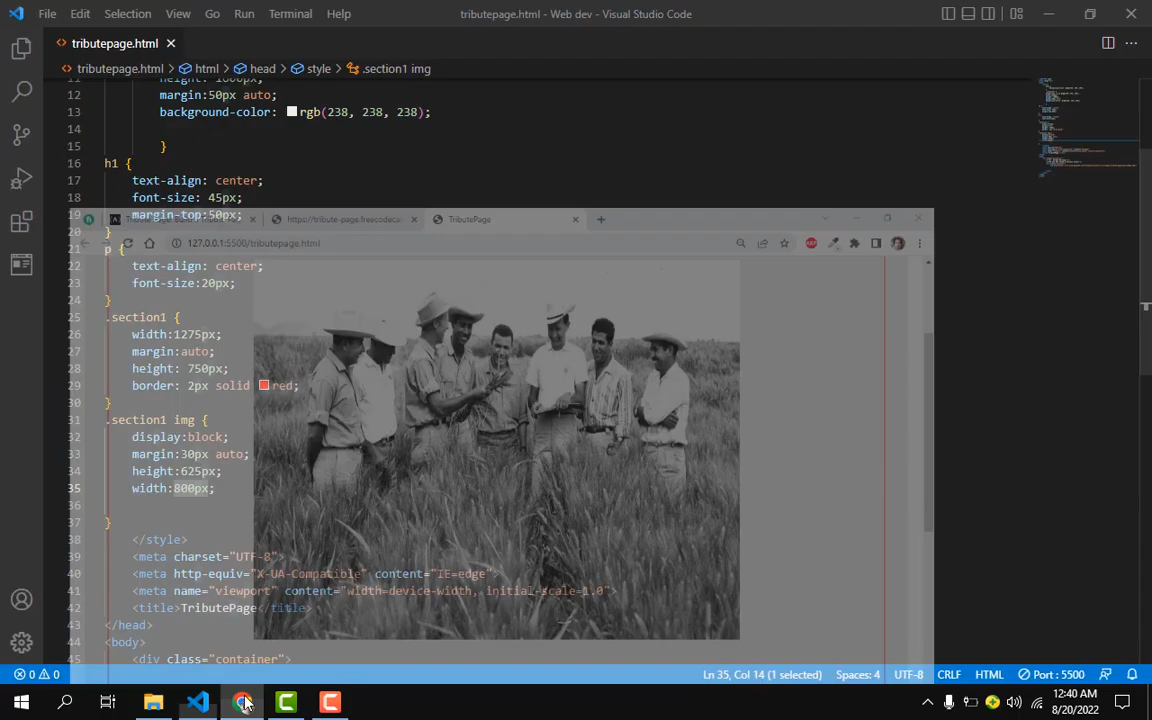 File Edit Selection View Go Run Terminal Help
tributepage.html - Web dev - Visual Studio Code
tributepage.html
tributepage.html > html > head > style > .section1 img
12 margin:50px auto;
13 background-color: rgb(238, 238, 238);
14
15 }
16 h1 {
17 text-align: center;
18 font-size: 45px;
19 margin-top:50px;
https://tribute-page.freecodeca
TributePage
20 }
127.0.0.1:5500/tributepage.html
21 p {
22 text-align: center;
23 font-size:20px;
24 }
25 .section1 {
26 width:1275px;
27 margin:auto;
28 height: 750px;
29 border: 2px solid red;
30 }
31 .section1 img {
32 display:block;
33 margin:30px auto;
34 height:625px;
35 width:800px;
36
37 }
38 </style>
39 <meta charset="UTF-8">
40 <meta http-equiv="X-UA-Compatible" content="IE=edge">
41 <meta name="viewport" content="width=device-width, initial-scale=1.0">
42 <title>TributePage</title>
43 </head>
44 <body>
45 <div class="container">
0 0 Ln 35, Col 14 (1 selected) Spaces: 4 UTF-8 CRLF HTML Port : 5500
12:40 AM
8/20/2022